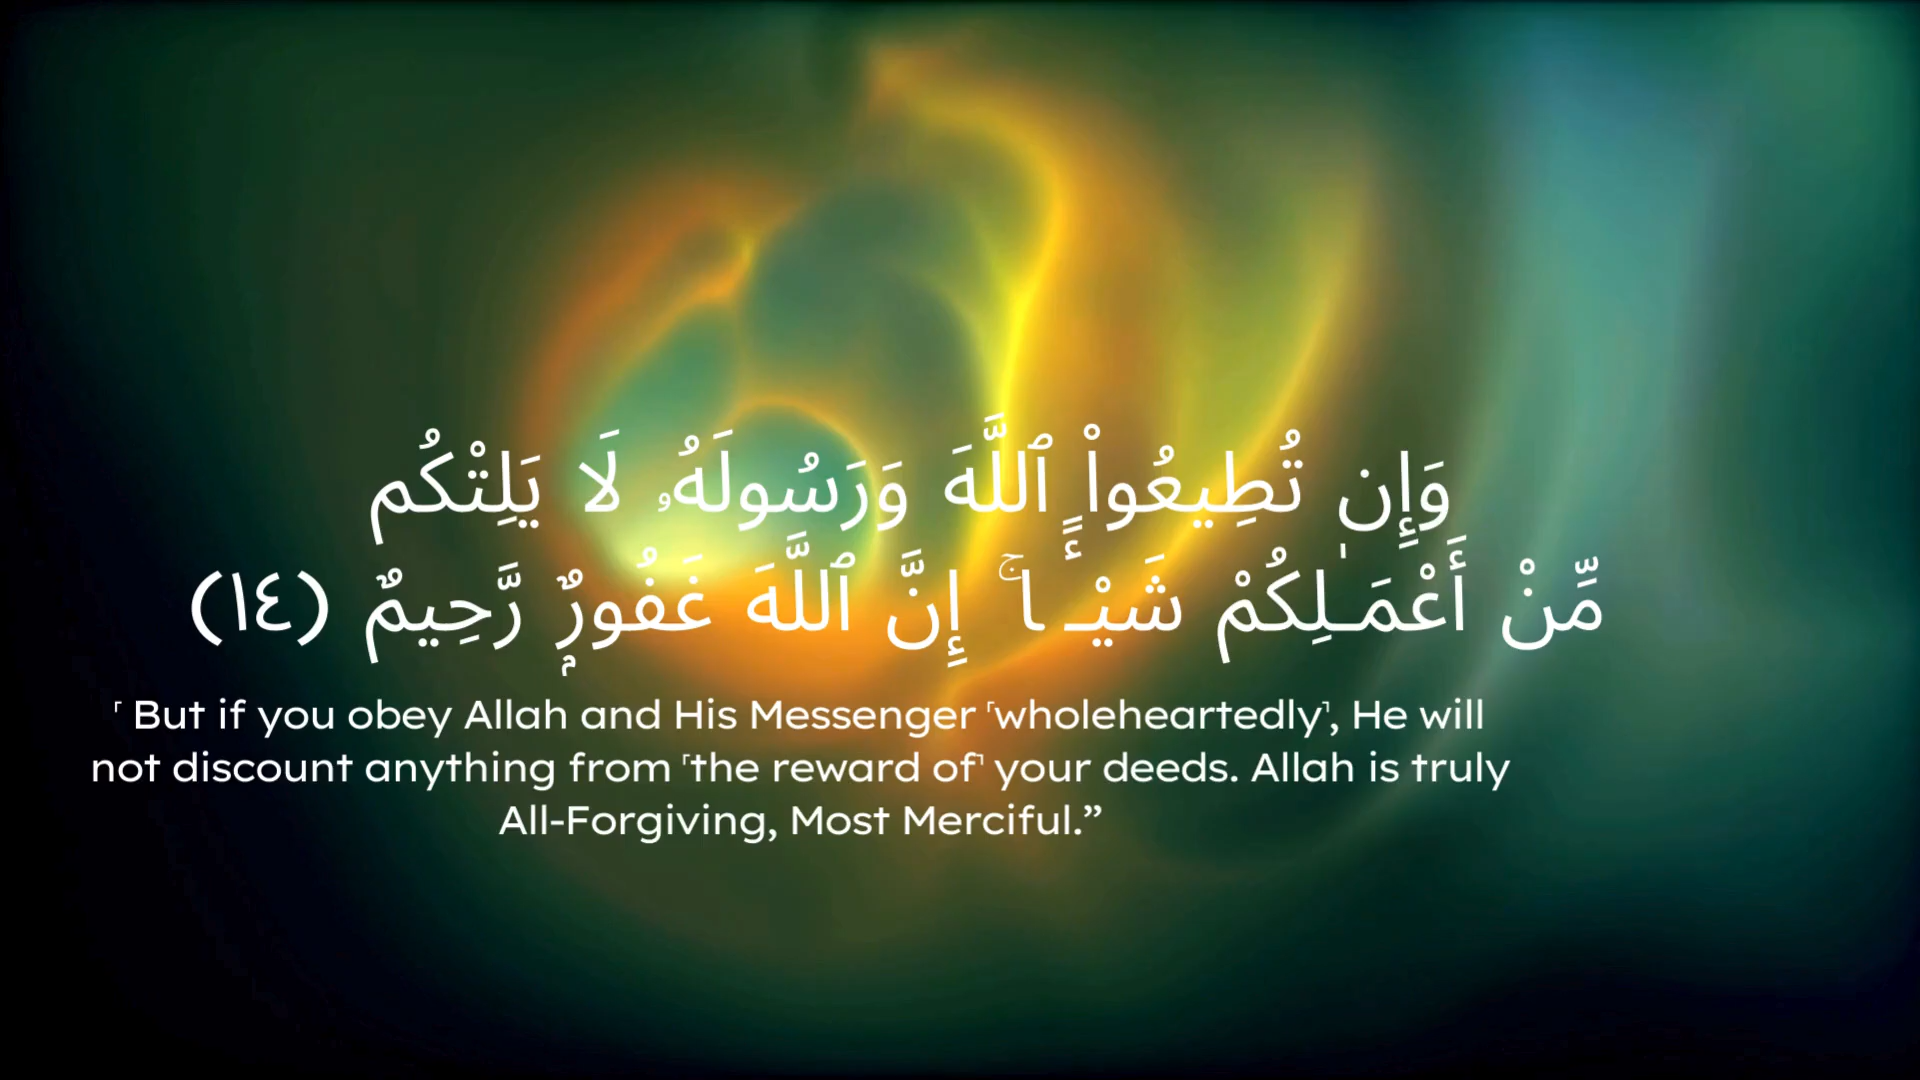 وَإِن تُطِيعُوا۟ ٱللَّهَ وَرَسُولَهُۥ لَا يَلِتْكُم
مِّنْ أَعْمَـٰلِكُمْ شَيْـًٔا ۚ إِنَّ ٱللَّهَ غَفُورٌۭ رَّحِيمٌ (١٤)
⸢ But if you obey Allah and His Messenger ⸢wholeheartedly⸣, He will
not discount anything from ⸢the reward of⸣ your deeds. Allah is truly
All-Forgiving, Most Merciful.”